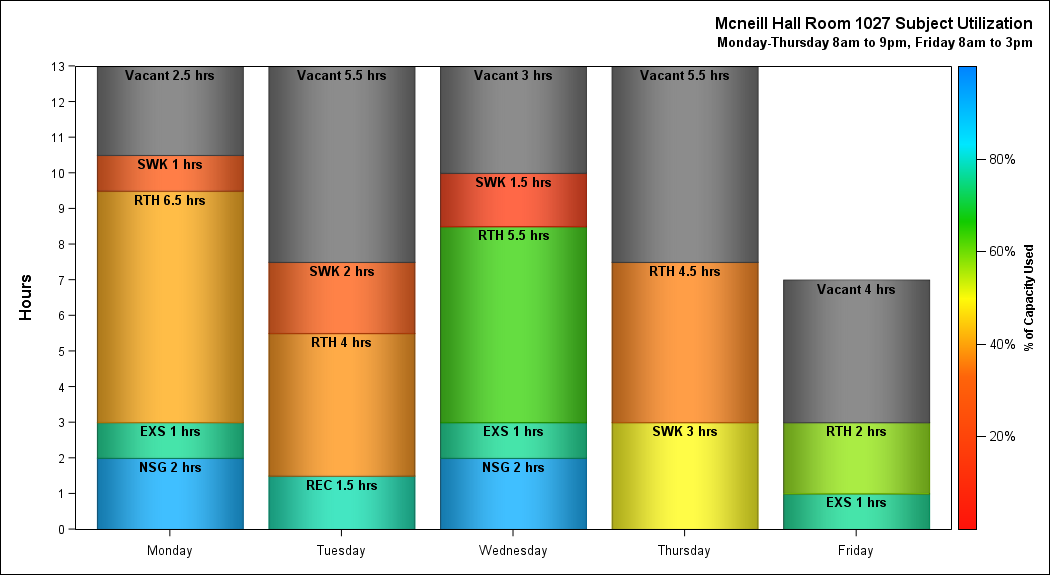 Mcneill Hall Room 1027 Subject Utilization
Monday-Thursday 8am to 9pm, Friday 8am to 3pm
Hours
13
12
11
10
9
8
7
6
5
4
3
2
1
0
Vacant 2.5 hrs
SWK 1 hrs
RTH 6.5 hrs
EXS 1 hrs
NSG 2 hrs
Monday
Vacant 5.5 hrs
SWK 2 hrs
RTH 4 hrs
REC 1.5 hrs
Tuesday
Vacant 3 hrs
SWK 1.5 hrs
RTH 5.5 hrs
EXS 1 hrs
NSG 2 hrs
Wednesday
Vacant 5.5 hrs
RTH 4.5 hrs
SWK 3 hrs
Thursday
Vacant 4 hrs
RTH 2 hrs
EXS 1 hrs
Friday
80%
60%
40%
20%
% of Capacity Used